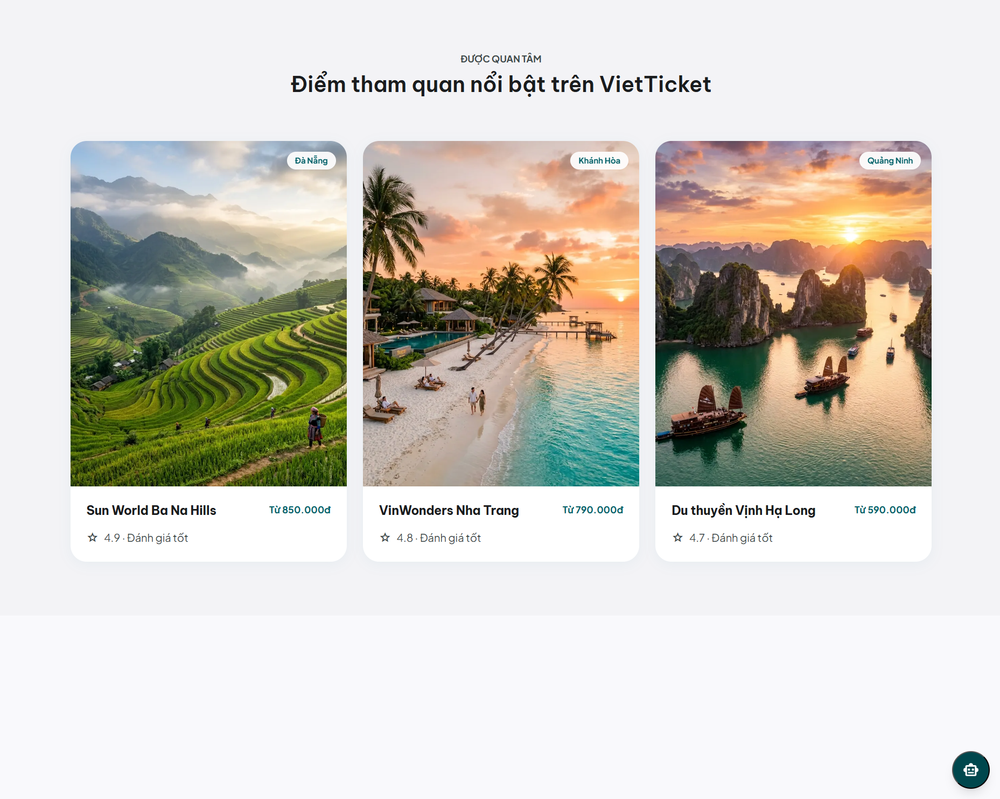 ĐƯỢC QUAN TÂM
Điểm tham quan nổi bật trên VietTicket
Đà Nẵng
Khánh Hòa
Quảng Ninh
Sun World Ba Na Hills
Từ 850.000đ
4.9 · Đánh giá tốt
VinWonders Nha Trang
Từ 790.000đ
4.8 · Đánh giá tốt
Du thuyền Vịnh Hạ Long
Từ 590.000đ
4.7 · Đánh giá tốt